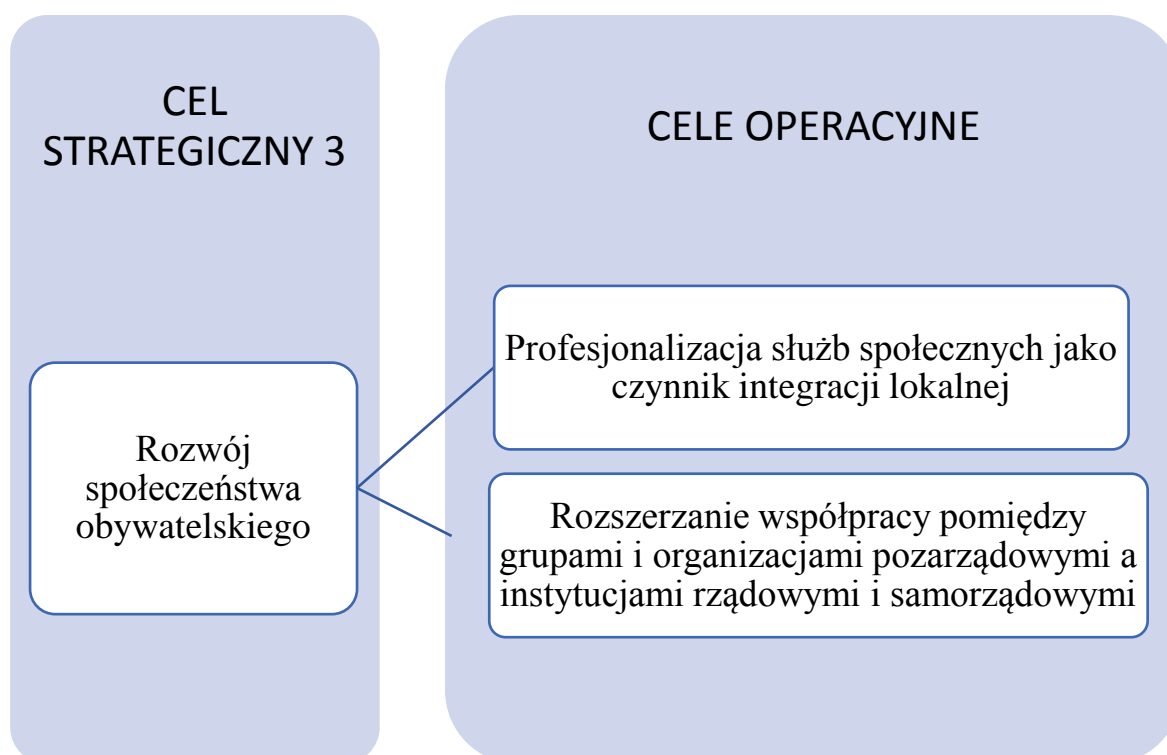 CEL
STRATEGICZNY 3
Rozwój
społeczeństwa
obywatelskiego
CELE OPERACYJNE
Profesjonalizacja służb społecznych jako
czynnik integracji lokalnej
Rozszerzanie współpracy pomiędzy
grupami i organizacjami pozarządowymi a
instytucjami rządowymi i samorządowymi